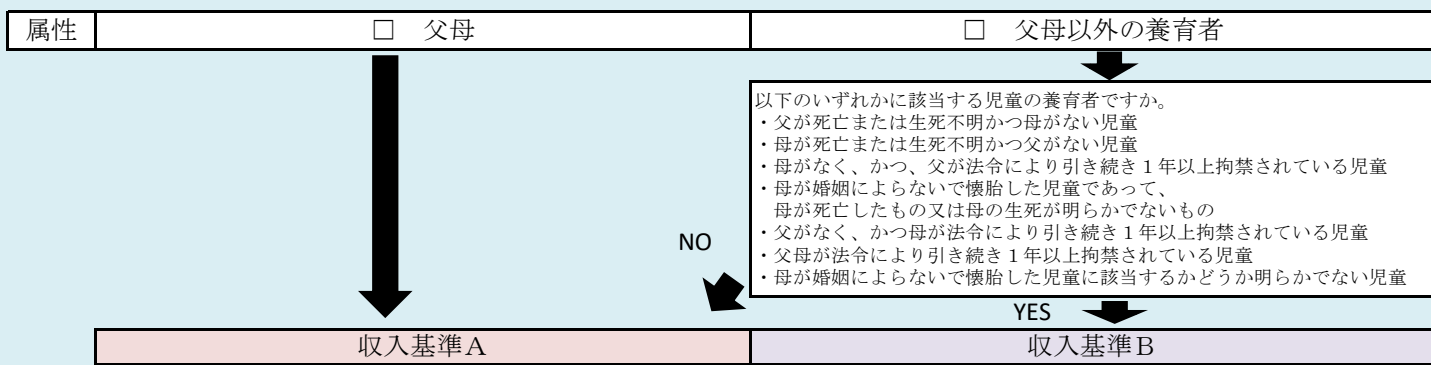 属性 □ 父母 □ 父母以外の養育者
以下のいずれかに該当する児童の養育者ですか。
・父が死亡または生死不明かつ母がない児童
・母が死亡または生死不明かつ父がない児童
・母がなく、かつ、父が法令により引き続き１年以上拘禁されている児童
・母が婚姻によらないで懐胎した児童であって、
母が死亡したもの又は母の生死が明らかでないもの
・父がなく、かつ母が法令により引き続き１年以上拘禁されている児童
・父母が法令により引き続き１年以上拘禁されている児童
・母が婚姻によらないで懐胎した児童に該当するかどうか明らかでない児童
NO
YES
収入基準Ａ 収入基準Ｂ